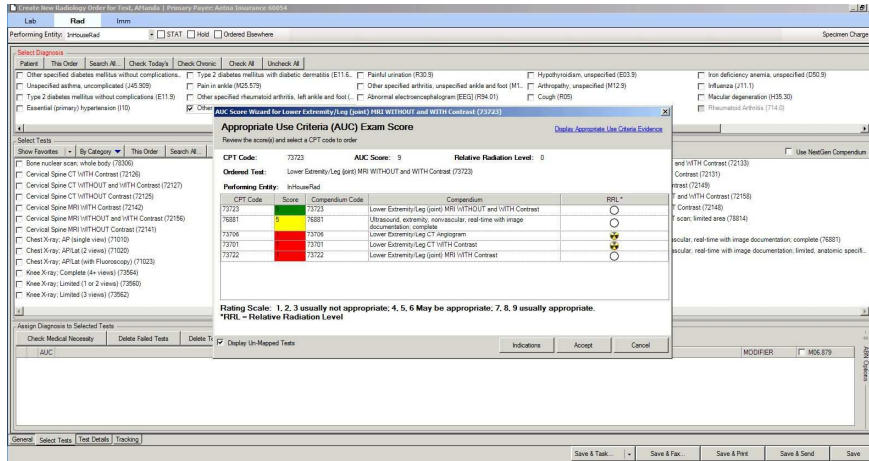 Create New Radiology Order for Test, AManda | Primary Payer: Aetna Insurance 60054
Lab Rad Imm
Performing Entity: InHouseRad STAT Hold Ordered Elsewhere Specimen Charge
Select Diagnosis
Patient This Order Search All... Check Today's Check Chronic Check All Uncheck All
Other specified diabetes mellitus without complications.. Type 2 diabetes mellitus with diabetic dermatitis (E11.6.. Painful urination (R30.9) Hypothyroidism, unspecified (E03.9) Iron deficiency anemia, unspecified (D50.9)
Unspecified asthma, uncomplicated (J45.909) Pain in ankle (M25.579) Other specified arthritis, unspecified ankle and foot (M1.. Arthropathy, unspecified (M12.9) Influenza (J11.1)
Type 2 diabetes mellitus without complications (E11.9) Other specified rheumatoid arthritis, left ankle and foot (.. Abnormal electroencephalogram [EEG] (R94.01) Cough (R05) Macular degeneration (H35.30)
Essential (primary) hypertension (I10) Other Rheumatoid Arthritis (714.0)
AUC Score Wizard for Lower Extremity/Leg (joint) MRI WITHOUT and WITH Contrast (73723)
Appropriate Use Criteria (AUC) Exam Score Display Appropriate Use Criteria Evidence
Review the score(s) and select a CPT code to order
CPT Code: 73723 AUC Score: 9 Relative Radiation Level: 0
Ordered Test: Lower Extremity/Leg (joint) MRI WITHOUT and WITH Contrast (73723)
Performing Entity: InHouseRad
CPT Code Score Compendium Code Compendium RRL *
73723 73723 Lower Extremity/Leg (joint) MRI WITHOUT and WITH Contrast
76881 5 76881 Ultrasound, extremity, nonvascular, real-time with image documentation; complete
73706 73706 Lower Extremity/Leg CT Angiogram
73701 73701 Lower Extremity/Leg CT WITH Contrast
73722 73722 Lower Extremity/Leg (joint) MRI WITH Contrast
Rating Scale: 1, 2, 3 usually not appropriate; 4, 5, 6 May be appropriate; 7, 8, 9 usually appropriate.
*RRL = Relative Radiation Level
Display Un-Mapped Tests Indications Accept Cancel
Select Tests
Show Favorites By Category This Order Search All... Use NextGen Compendium
Bone nuclear scan; whole body (78306) and WITH Contrast (72133)
Cervical Spine CT WITH Contrast (72126) Contrast (72131)
Cervical Spine CT WITHOUT and WITH Contrast (72127) ntrast (72149)
Cervical Spine CT WITHOUT Contrast (72125) T and WITH Contrast (72158)
Cervical Spine MRI WITH Contrast (72142) T Contrast (72148)
Cervical Spine MRI WITHOUT and WITH Contrast (72156) T scan; limited area (78814)
Cervical Spine MRI WITHOUT Contrast (72141)
Chest X-ray; AP (single view) (71010) ascular, real-time with image documentation; complete (76881)
Chest X-ray; AP/Lat (2 views) (71020) ascular, real-time with image documentation; limited, anatomic specifi..
Chest X-ray; AP/Lat (with Fluoroscopy) (71023)
Knee X-ray; Complete (4+ views) (73564)
Knee X-ray; Limited (1 or 2 views) (73560)
Knee X-ray; Limited (3 views) (73562)
Assign Diagnosis to Selected Tests
Check Medical Necessity Delete Failed Tests Delete Te
AUC MODIFIER M06.879
ABN Options
General Select Tests Test Details Tracking
Save & Task... Save & Fax... Save & Print Save & Send Save